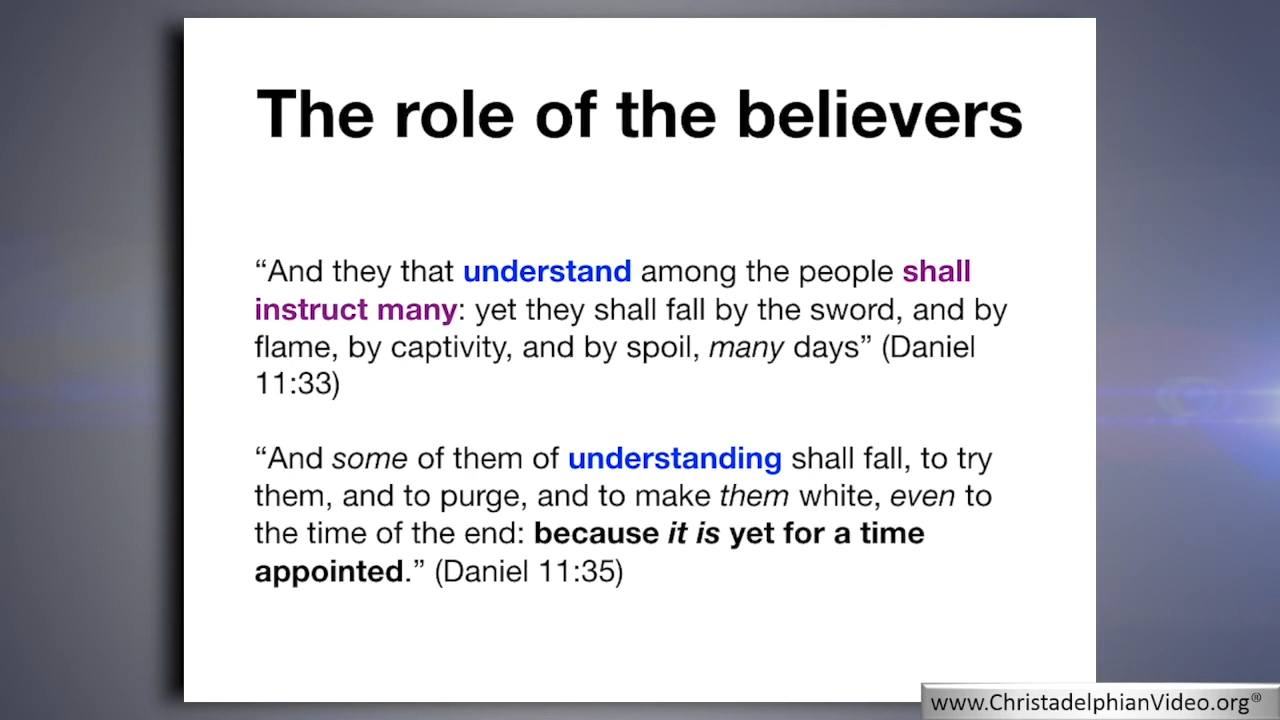 The role of the believers
“And they that understand among the people shall
instruct many: yet they shall fall by the sword, and by
flame, by captivity, and by spoil, many days” (Daniel
11:33)
“And some of them of understanding shall fall, to try
them, and to purge, and to make them white, even to
the time of the end: because it is yet for a time
appointed.” (Daniel 11:35)
www.ChristadelphianVideo.org®